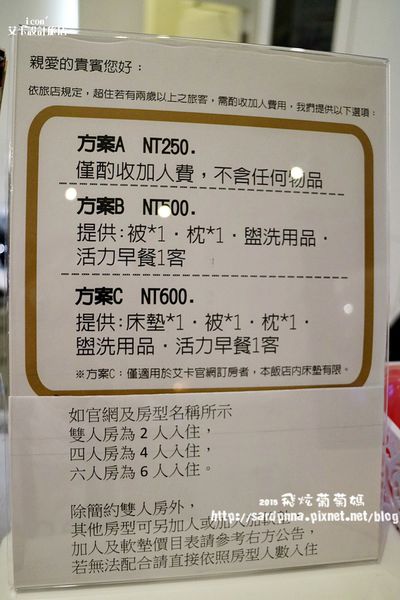 icon
艾卡設計旅店
親愛的貴賓您好：
依旅店規定，超住若有兩歲以上之旅客，需酌收加人費用，我們提供以下選項：
方案A NT250.
僅酌收加人費，不含任何物品
方案B NT500.
提供:被*1．枕*1．盥洗用品．
活力早餐1客
方案C NT600.
提供:床墊*1．被*1．枕*1．
盥洗用品．活力早餐1客
※方案C：僅適用於艾卡官網訂房者，本飯店內床墊有限。
如官網及房型名稱所示
雙人房為 2 人入住，
四人房為 4 人入住，
六人房為 6 人入住。
除簡約雙人房外，
其他房型可另加人或加人加
加人及軟墊價目表請參考右方公告，
若無法配合請直接依照房型人數入住
2015 飛炫葡萄媽
http://sardinna.pixnet.net/blog